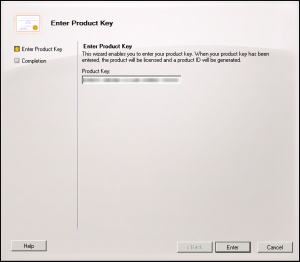 Enter Product Key
Enter Product Key
Completion
Enter Product Key
This wizard enables you to enter your product key. When your product key has been
entered, the product will be licensed and a product ID will be generated.
Product Key:
Help
< Back
Enter
Cancel